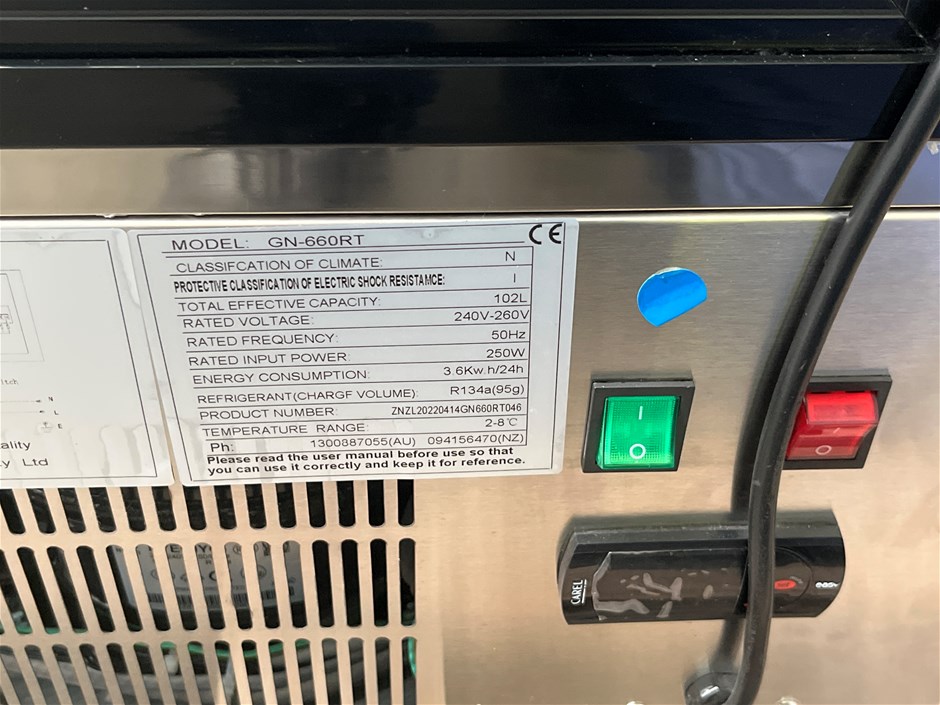 MODEL: GN-660RT CE
CLASSIFCATION OF CLIMATE: N
PROTECTIVE CLASSIFICATION OF ELECTRIC SHOCK RESISTAMCE: I
TOTAL EFFECTIVE CAPACITY: 102L
RATED VOLTAGE: 240V-260V
RATED FREQUENCY: 50Hz
RATED INPUT POWER: 250W
ENERGY CONSUMPTION: 3.6Kw.h/24h
REFRIGERANT(CHARGF VOLUME): R134a(95g)
PRODUCT NUMBER: ZNZL20220414GN660RT046
TEMPERATURE RANGE: 2-8℃
Ph: 1300887055(AU) 094156470(NZ)
Please read the user manual before use so that
you can use it correctly and keep it for reference.
N
L
E
Ltd
CAREL